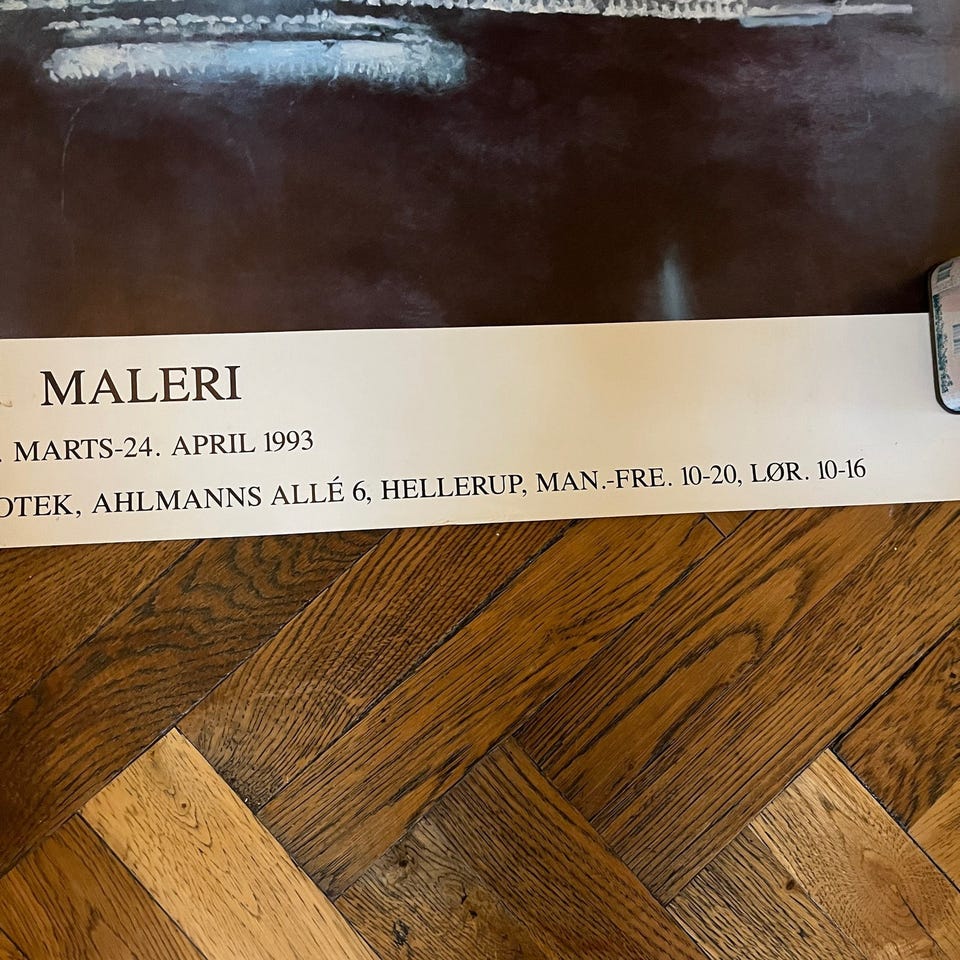 MALERI
. MARTS-24. APRIL 1993
OTEK, AHLMANNS ALLÉ 6, HELLERUP, MAN.-FRE. 10-20, LØR. 10-16